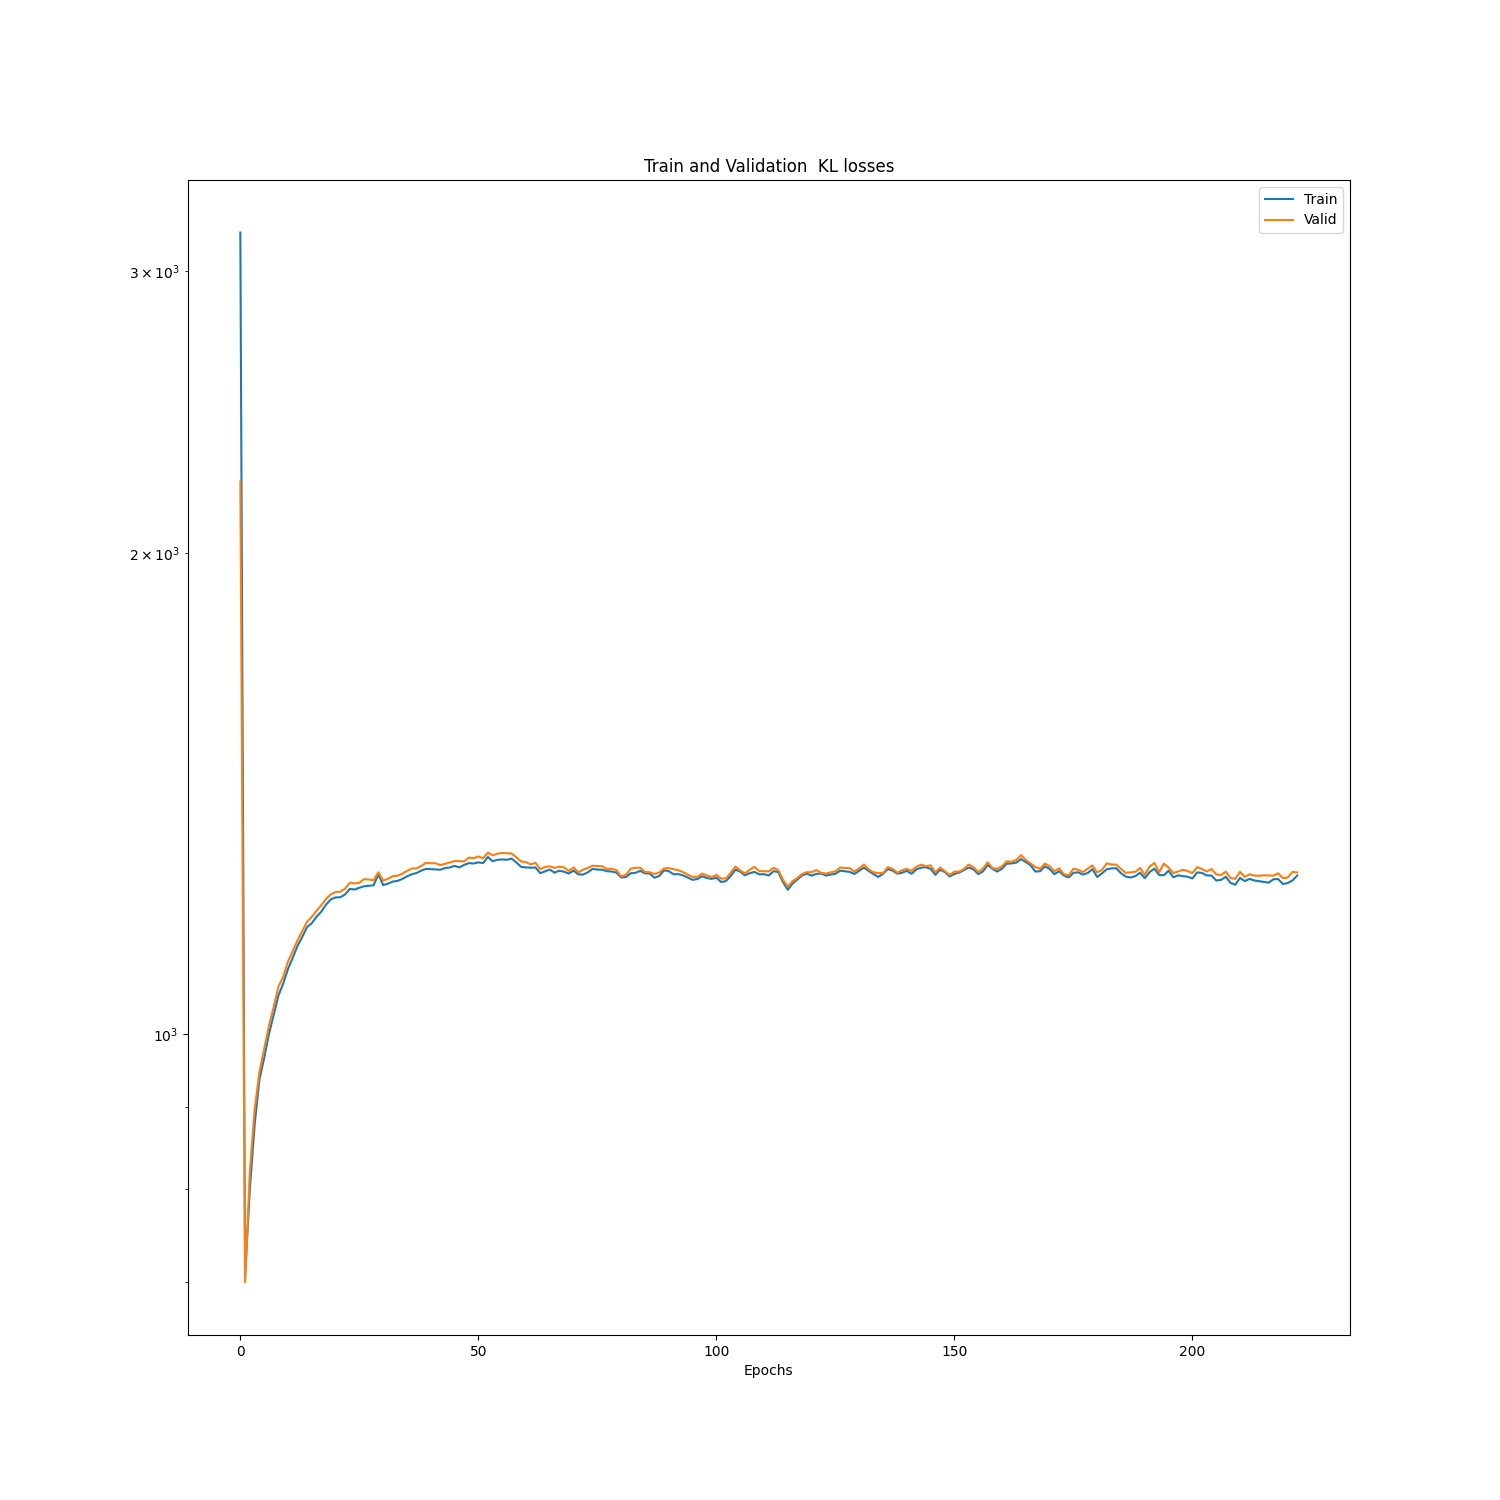 Train and Validation  KL losses
Train
Valid
3 × 10³
2 × 10³
10³
0 50 100 150 200
Epochs